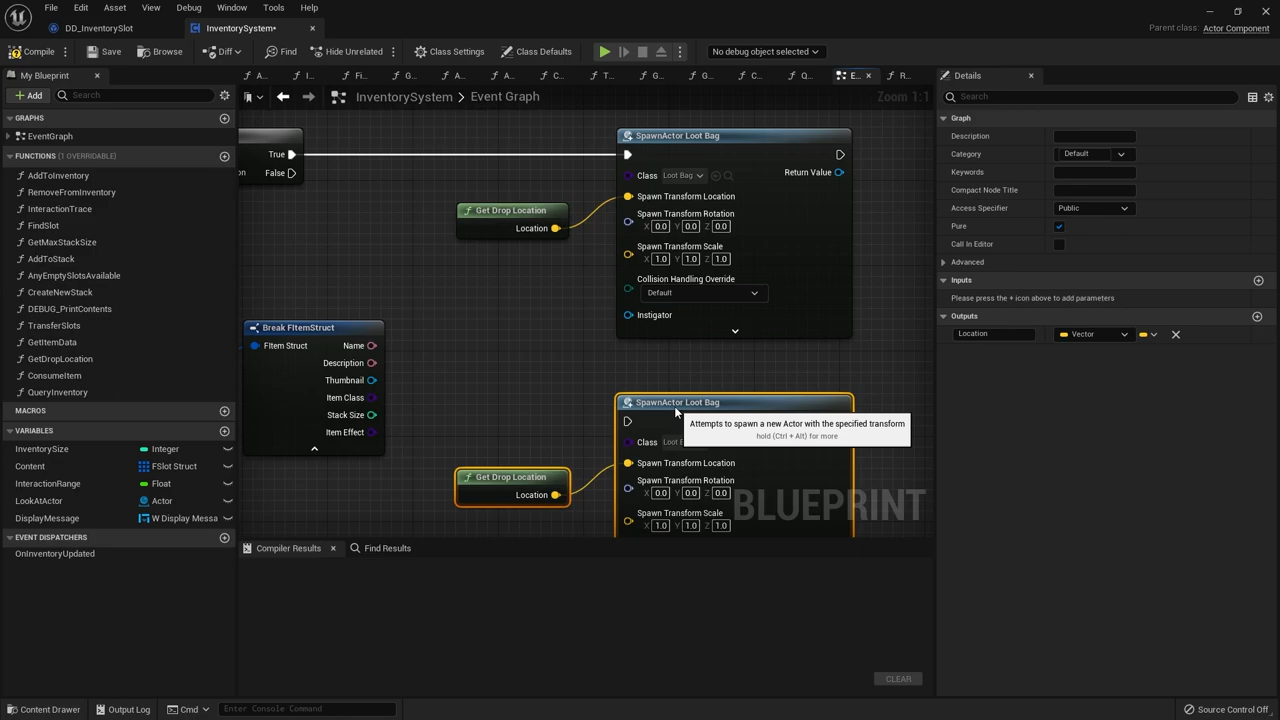 File Edit Asset View Debug Window Tools Help
DD_InventorySlot
InventorySystem*
Parent class: Actor Component
Compile
Save
Browse
Diff
Find
Hide Unrelated
Class Settings
Class Defaults
No debug object selected
My Blueprint
A...
I...
Fi...
G...
A...
A...
C...
T...
G...
G...
C...
Q...
E...
R...
Details
Add
Search
InventorySystem > Event Graph
Zoom 1:1
Search
GRAPHS
EventGraph
FUNCTIONS (1 OVERRIDABLE)
AddToInventory
RemoveFromInventory
InteractionTrace
FindSlot
GetMaxStackSize
AddToStack
AnyEmptySlotsAvailable
CreateNewStack
DEBUG_PrintContents
TransferSlots
GetItemData
GetDropLocation
ConsumeItem
QueryInventory
MACROS
VARIABLES
InventorySize Integer
Content FSlot Struct
InteractionRange Float
LookAtActor Actor
DisplayMessage W Display Messa
EVENT DISPATCHERS
OnInventoryUpdated
True
on False
SpawnActor Loot Bag
Return Value
Class Loot Bag
Spawn Transform Location
Spawn Transform Rotation
X 0.0 Y 0.0 Z 0.0
Spawn Transform Scale
X 1.0 Y 1.0 Z 1.0
Collision Handling Override
Default
Instigator
Get Drop Location
Location
Break FItemStruct
FItem Struct Name
Description
Thumbnail
Item Class
Stack Size
Item Effect
SpawnActor Loot Bag
Attempts to spawn a new Actor with the specified transform
hold (Ctrl + Alt) for more
Class Loot
Spawn Transform Location
Spawn Transform Rotation
X 0.0 Y 0.0 Z 0.0
Spawn Transform Scale
X 1.0 Y 1.0 Z 1.0
Get Drop Location
Location
BLUEPRINT
Graph
Description
Category Default
Keywords
Compact Node Title
Access Specifier Public
Pure
Call In Editor
Advanced
Inputs
Please press the + icon above to add parameters
Outputs
Location Vector
Compiler Results
Find Results
CLEAR
Content Drawer
Output Log
Cmd
Enter Console Command
Source Control Off